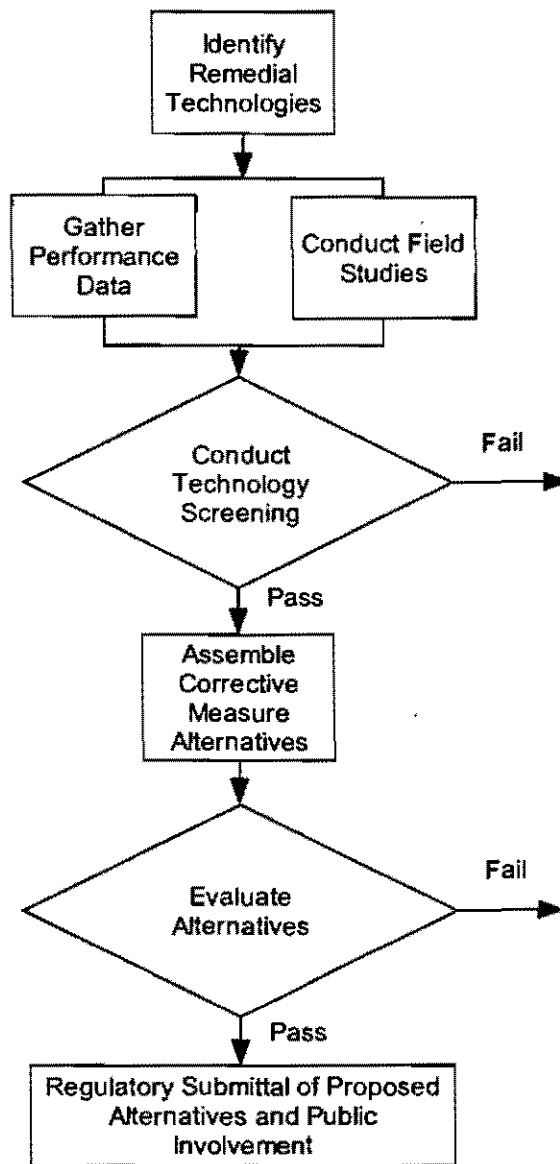 Identify
Remedial
Technologies
Gather
Performance
Data
Conduct Field
Studies
Conduct
Technology
Screening
Fail
Pass
Assemble
Corrective
Measure
Alternatives
Evaluate
Alternatives
Fail
Pass
Regulatory Submittal of Proposed
Alternatives and Public
Involvement